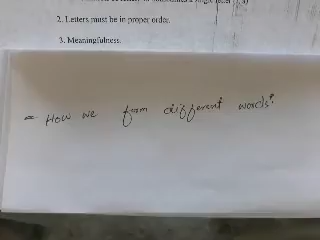 2. Letters must be in proper order.
3. Meaningfulness.
= How we form different words?